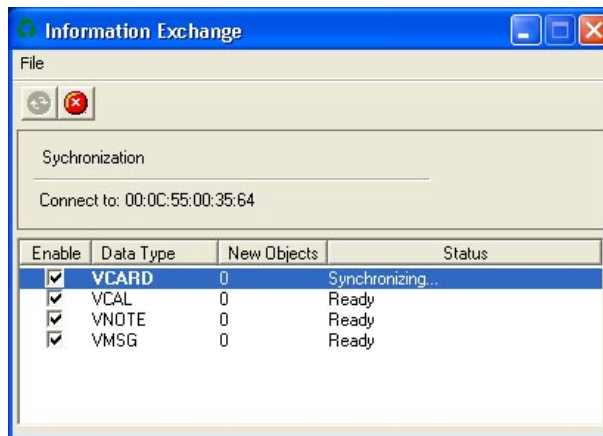 Information Exchange
File
Sychronization
Connect to: 00:0C:55:00:35:64
Enable Data Type New Objects Status
VCARD 0 Synchronizing...
VCAL 0 Ready
VNOTE 0 Ready
VMSG 0 Ready